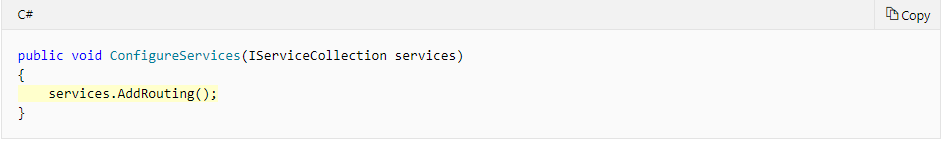 C#
Copy
public void ConfigureServices(IServiceCollection services)
{
    services.AddRouting();
}